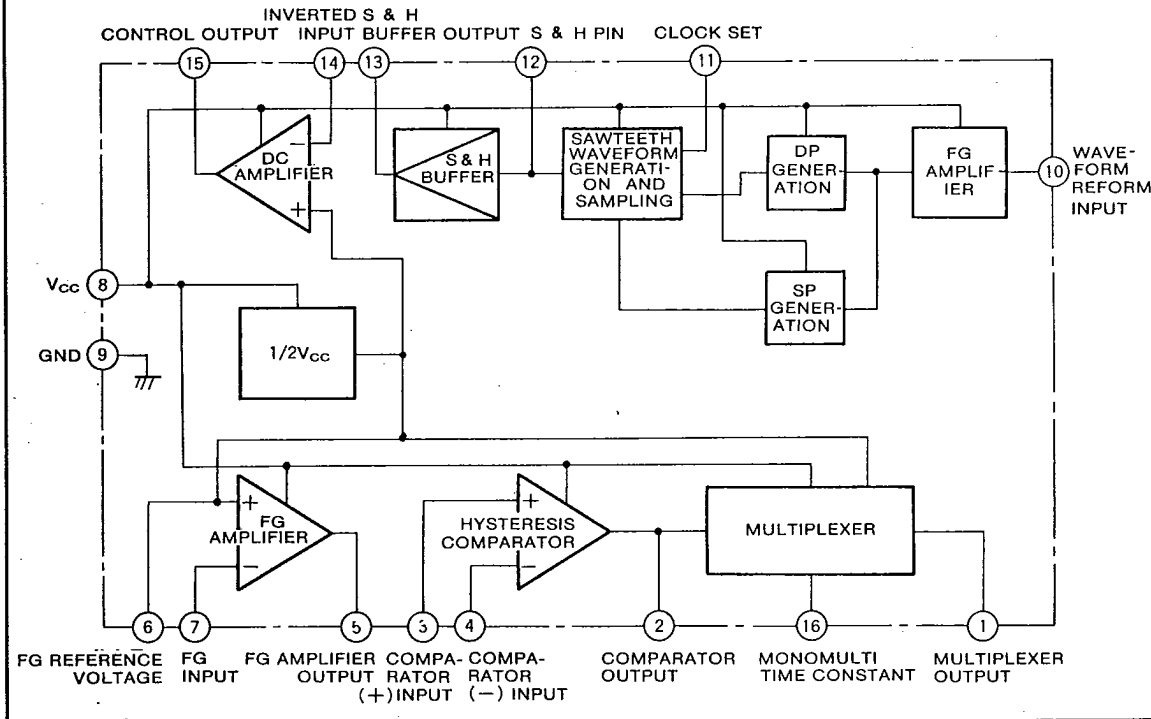 INVERTED S & H
CONTROL OUTPUT INPUT BUFFER OUTPUT S & H PIN CLOCK SET
15 14 13 12 11
DC
AMPLIFIER
−
+
S & H
BUFFER
SAWTEETH
WAVEFORM
GENERATI-
ON AND
SAMPLING
DP
GENER-
ATION
FG
AMPLIF
IER
10
WAVE-
FORM
REFORM
INPUT
SP
GENER-
ATION
VCC 8
GND 9
1/2VCC
+
FG
AMPLIFIER
−
+
HYSTERESIS
COMPARATOR
−
MULTIPLEXER
6 7 5 3 4 2 16 1
FG REFERENCE
VOLTAGE
FG
INPUT
FG AMPLIFIER
OUTPUT
COMPA-
RATOR
(+) INPUT
COMPA-
RATOR
(−) INPUT
COMPARATOR
OUTPUT
MONOMULTI
TIME CONSTANT
MULTIPLEXER
OUTPUT